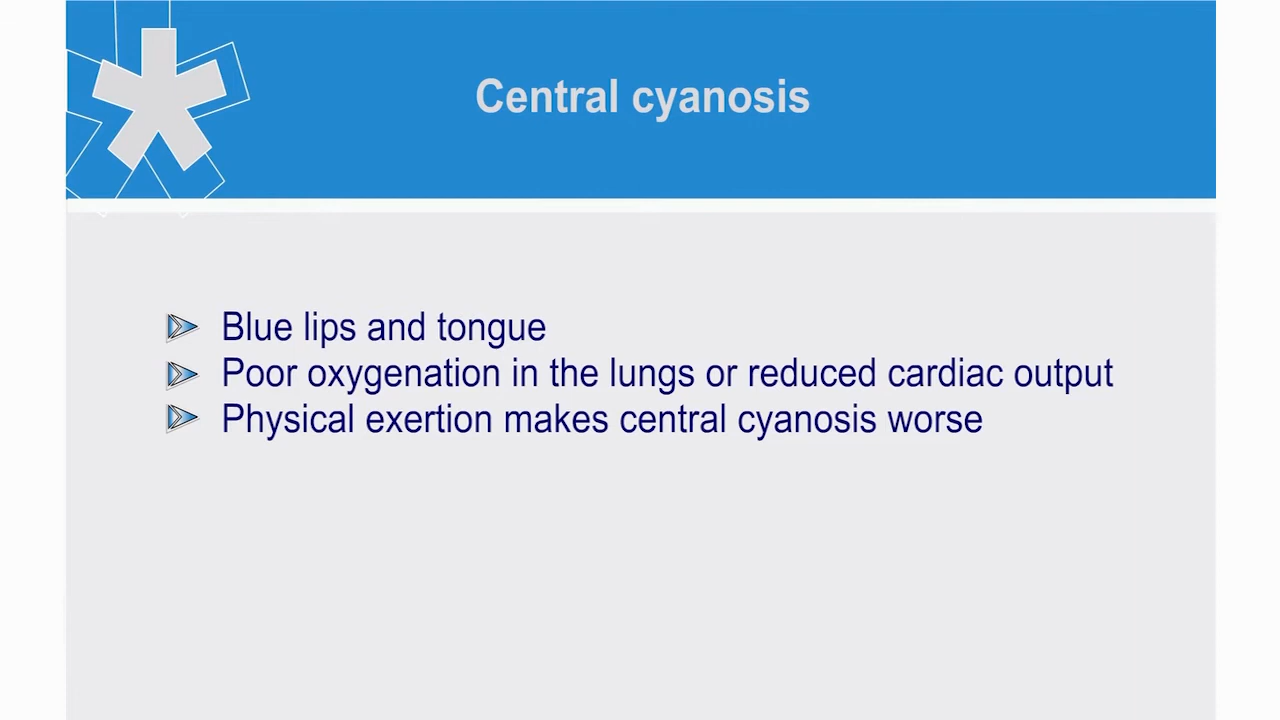 Central cyanosis
Blue lips and tongue
Poor oxygenation in the lungs or reduced cardiac output
Physical exertion makes central cyanosis worse